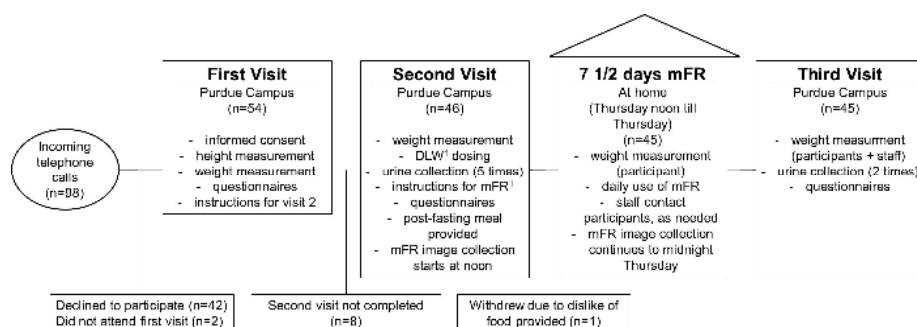 Incoming
telephone
calls
(n=98)
First Visit
Purdue Campus
(n=54)
- informed consent
- height measurement
- weight measurement
- questionnaires
- instructions for visit 2
Second Visit
Purdue Campus
(n=46)
- weight measurement
- DLW¹ dosing
- urine collection (5 times)
- instructions for mFR¹
- questionnaires
- post-fasting meal
provided
- mFR image collection
starts at noon
7 1/2 days mFR
At home
(Thursday noon till
Thursday)
(n=45)
- weight measurement
(participant)
- daily use of mFR
- staff contact
participants, as needed
- mFR image collection
continues to midnight
Thursday
Third Visit
Purdue Campus
(n=45)
- weight measurment
(participants + staff)
- urine collection (2 times)
- questionnaires
Declined to participate (n=42)
Did not attend first visit (n=2)
Second visit not completed
(n=8)
Withdrew due to dislike of
food provided (n=1)